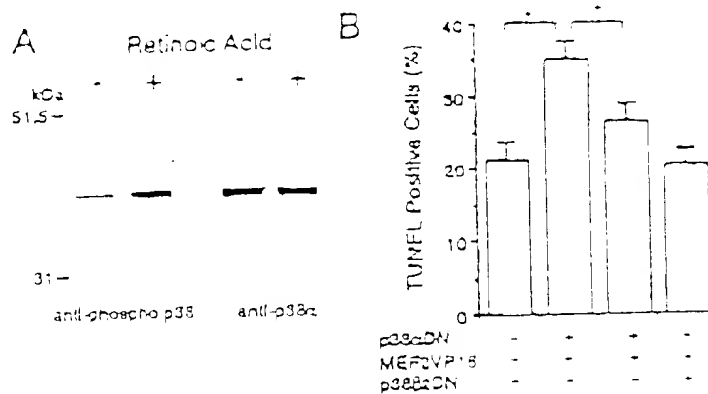 A
Retinoic Acid
- + - +
kDa
51.5
31
anti-phospho p38 anti-p38α
B
TUNEL Positive Cells (%)
40
30
20
10
0
* *
p38αDN - + + -
MEF2VP16 - - + -
p38β2DN - - - +